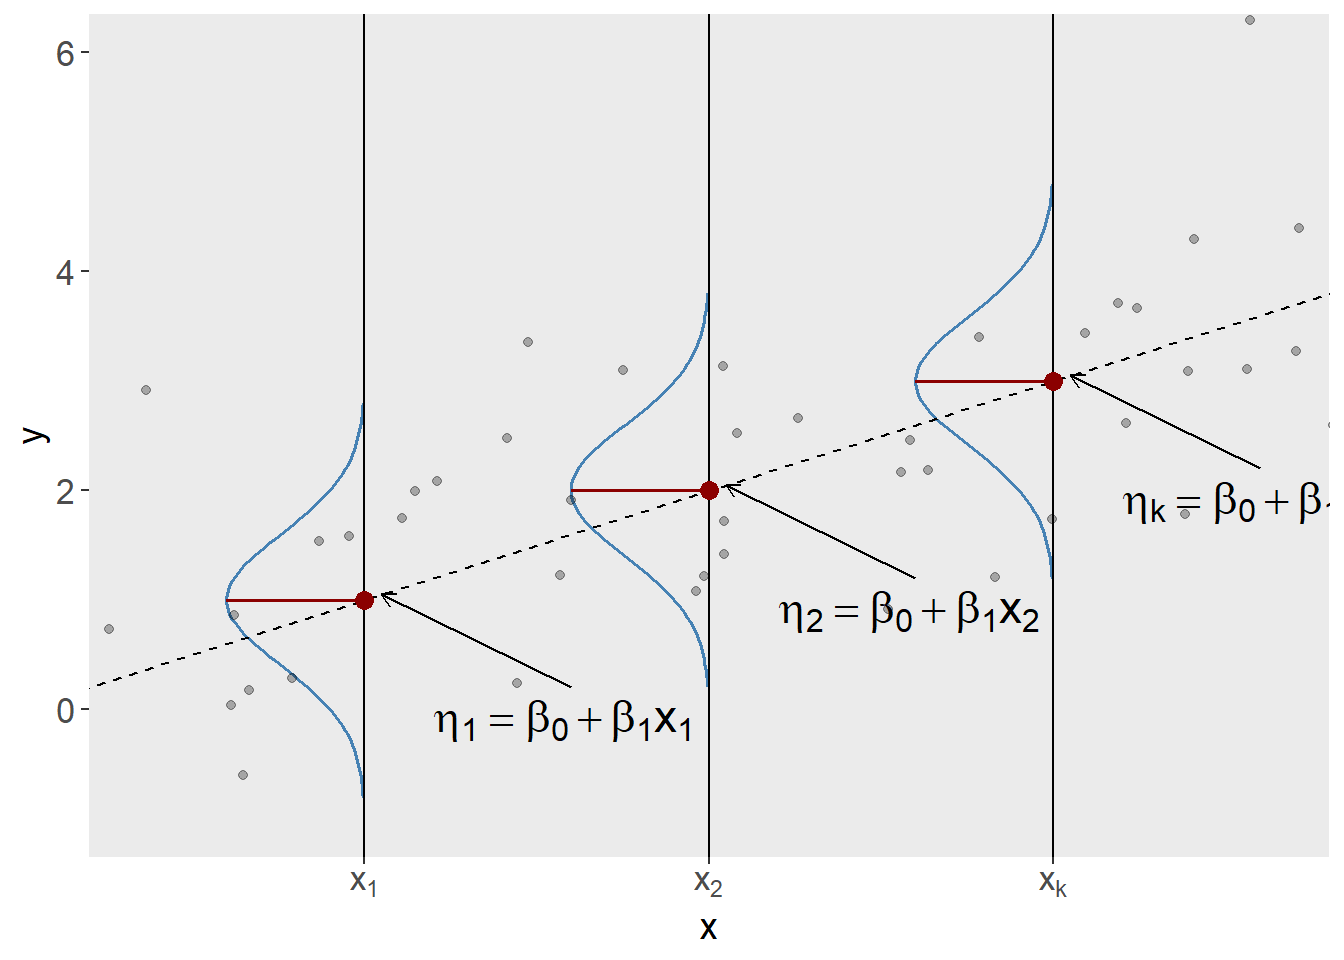 6
4
2
0
y
ηₖ = β₀ + β
η₂ = β₀ + β₁x₂
η₁ = β₀ + β₁x₁
x₁ x₂ xₖ
x